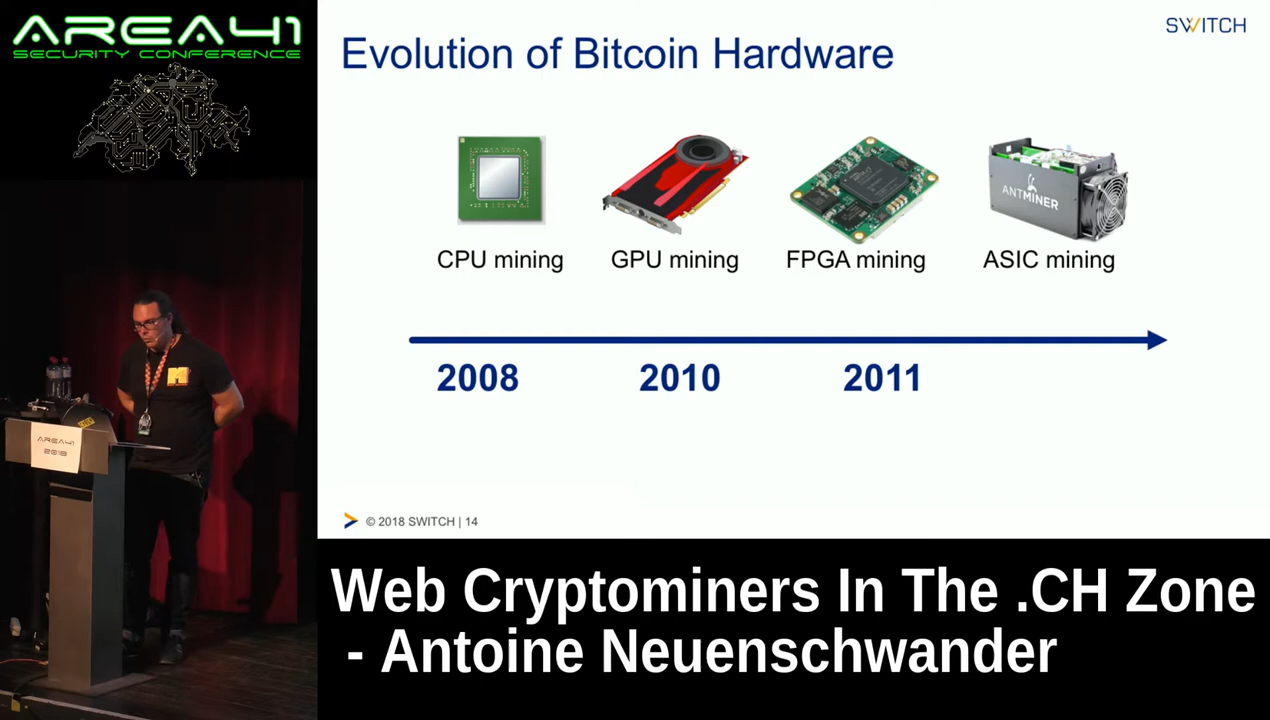 AREA41
SECURITY CONFERENCE
SWITCH
Evolution of Bitcoin Hardware
ANTMINER
CPU mining
GPU mining
FPGA mining
ASIC mining
2008
2010
2011
AREA41
2018
© 2018 SWITCH | 14
Web Cryptominers In The .CH Zone
- Antoine Neuenschwander